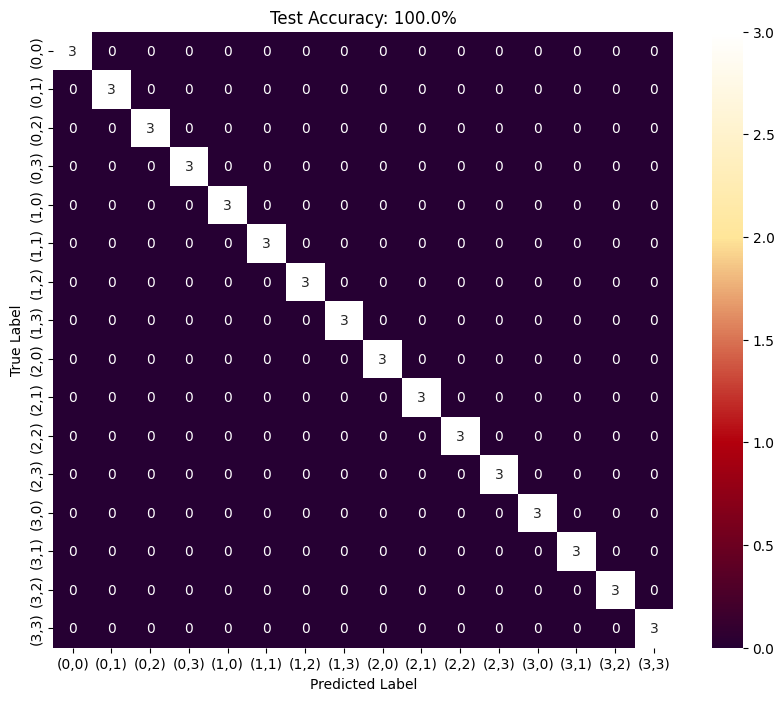 Test Accuracy: 100.0%
True Label
(0,0) 3 0 0 0 0 0 0 0 0 0 0 0 0 0 0 0
(0,1) 0 3 0 0 0 0 0 0 0 0 0 0 0 0 0 0
(0,2) 0 0 3 0 0 0 0 0 0 0 0 0 0 0 0 0
(0,3) 0 0 0 3 0 0 0 0 0 0 0 0 0 0 0 0
(1,0) 0 0 0 0 3 0 0 0 0 0 0 0 0 0 0 0
(1,1) 0 0 0 0 0 3 0 0 0 0 0 0 0 0 0 0
(1,2) 0 0 0 0 0 0 3 0 0 0 0 0 0 0 0 0
(1,3) 0 0 0 0 0 0 0 3 0 0 0 0 0 0 0 0
(2,0) 0 0 0 0 0 0 0 0 3 0 0 0 0 0 0 0
(2,1) 0 0 0 0 0 0 0 0 0 3 0 0 0 0 0 0
(2,2) 0 0 0 0 0 0 0 0 0 0 3 0 0 0 0 0
(2,3) 0 0 0 0 0 0 0 0 0 0 0 3 0 0 0 0
(3,0) 0 0 0 0 0 0 0 0 0 0 0 0 3 0 0 0
(3,1) 0 0 0 0 0 0 0 0 0 0 0 0 0 3 0 0
(3,2) 0 0 0 0 0 0 0 0 0 0 0 0 0 0 3 0
(3,3) 0 0 0 0 0 0 0 0 0 0 0 0 0 0 0 3
(0,0) (0,1) (0,2) (0,3) (1,0) (1,1) (1,2) (1,3) (2,0) (2,1) (2,2) (2,3) (3,0) (3,1) (3,2) (3,3)
Predicted Label
3.0
2.5
2.0
1.5
1.0
0.5
0.0